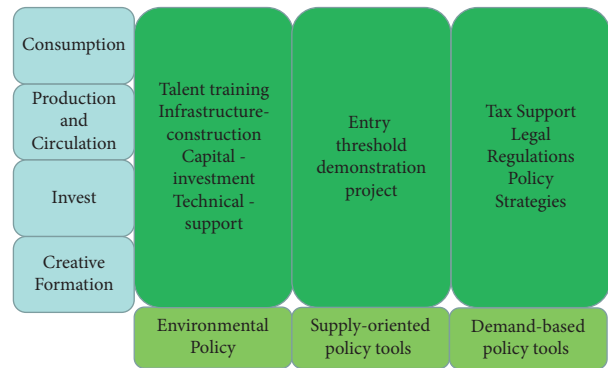 Consumption
Production
and
Circulation
Invest
Creative
Formation
Talent training
Infrastructure-
construction
Capital -
investment
Technical -
support
Entry
threshold
demonstration
project
Tax Support
Legal
Regulations
Policy
Strategies
Environmental
Policy
Supply-oriented
policy tools
Demand-based
policy tools